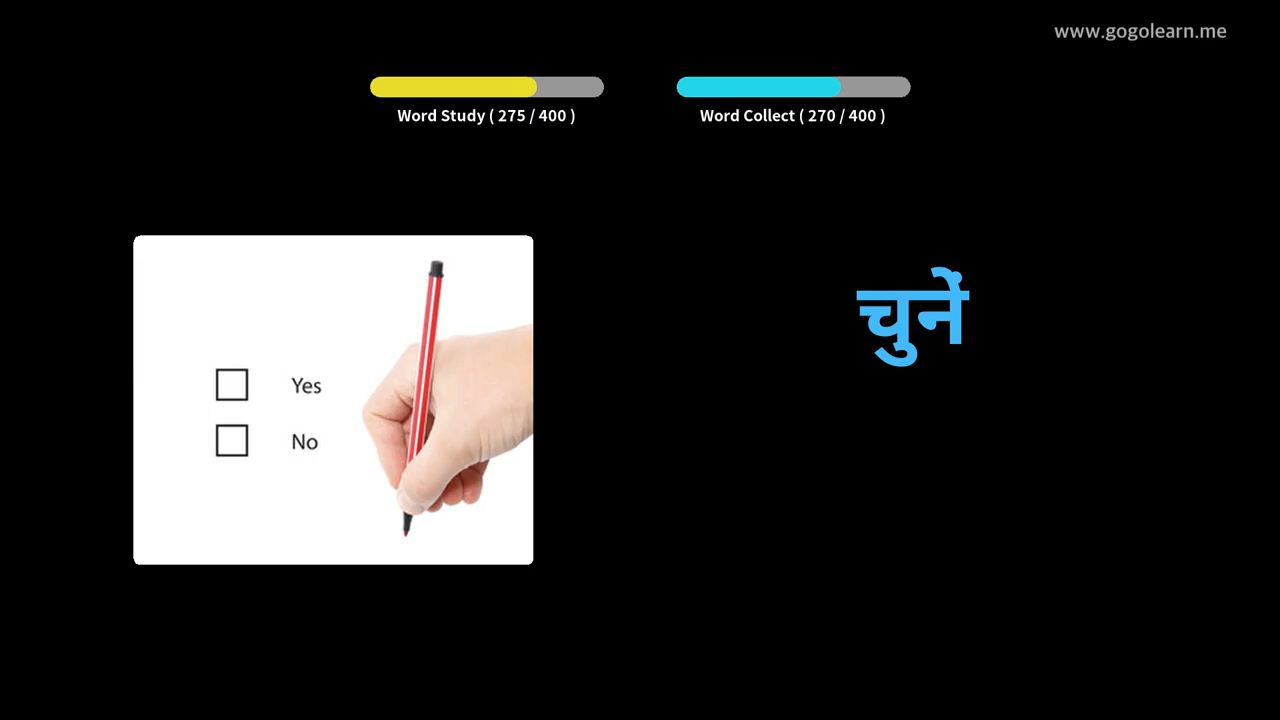 www.gogolearn.me
Word Study ( 275 / 400 )
Word Collect ( 270 / 400 )
चुनें
Yes
No